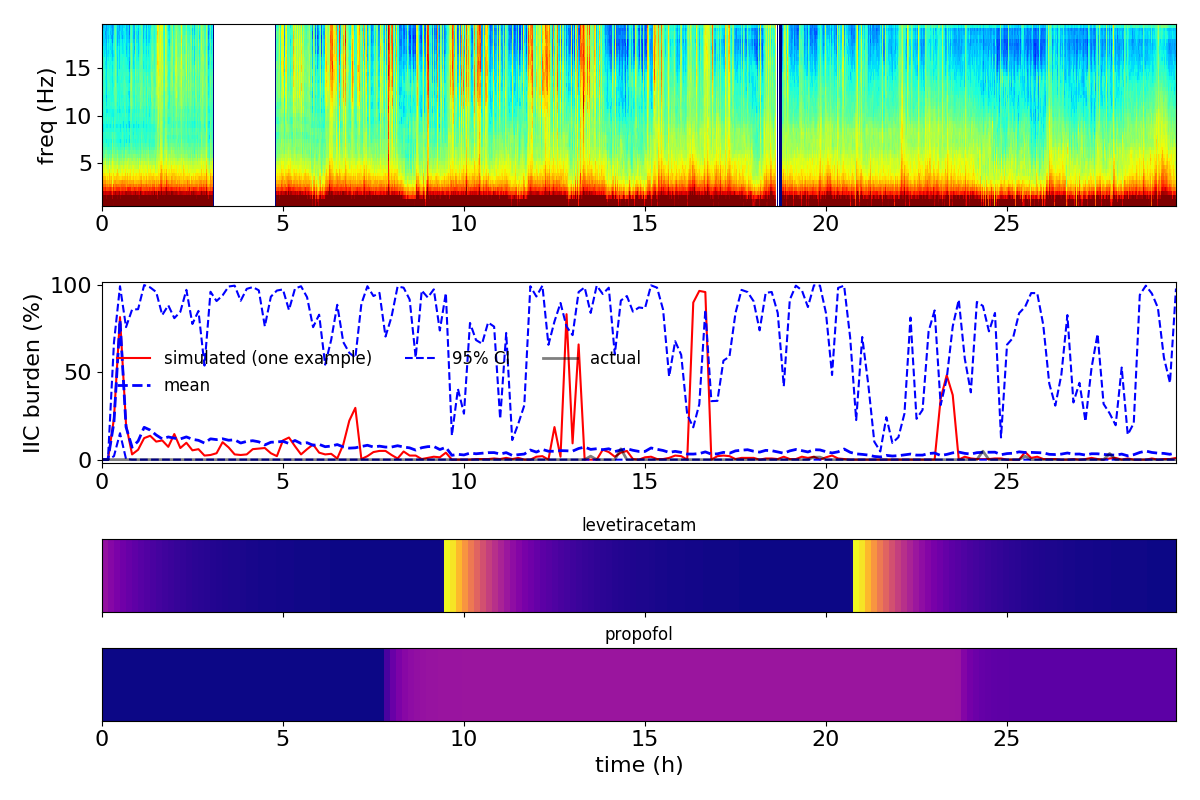 freq (Hz)
15
10
5
0 5 10 15 20 25
IIC burden (%)
100
50
0
simulated (one example) 95% CI actual
mean
0 5 10 15 20 25
levetiracetam
propofol
0 5 10 15 20 25
time (h)